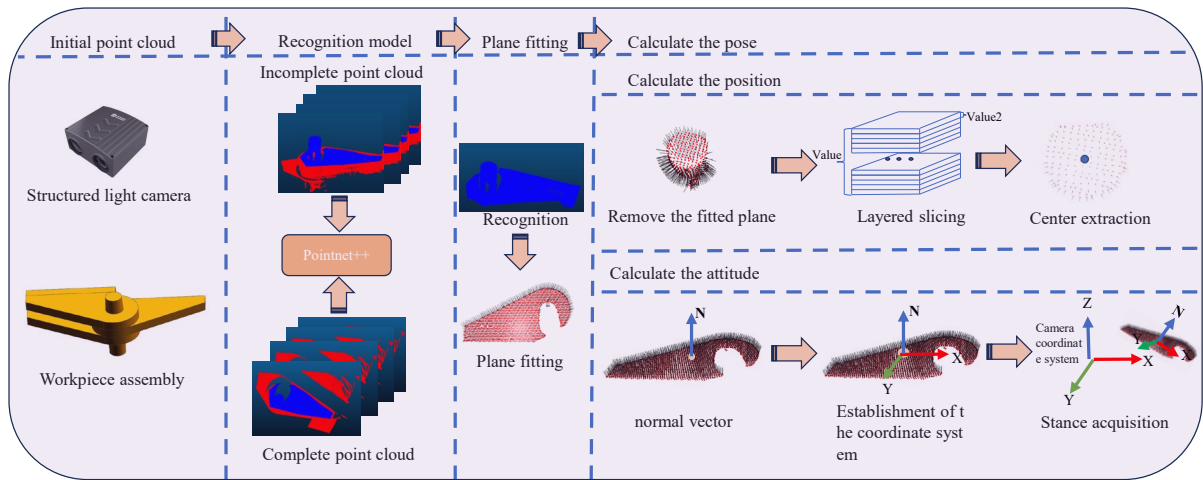 Initial point cloud
Recognition model
Plane fitting
Calculate the pose
Incomplete point cloud
Pointnet++
Complete point cloud
Structured light camera
Workpiece assembly
Recognition
Plane fitting
Calculate the position
Remove the fitted plane
Value
Value2
Layered slicing
Center extraction
Calculate the attitude
N
normal vector
N
X
Y
Establishment of t
he coordinate syst
em
Z
Camera
coordinat
e system
X
Y
N
Y
X
Stance acquisition